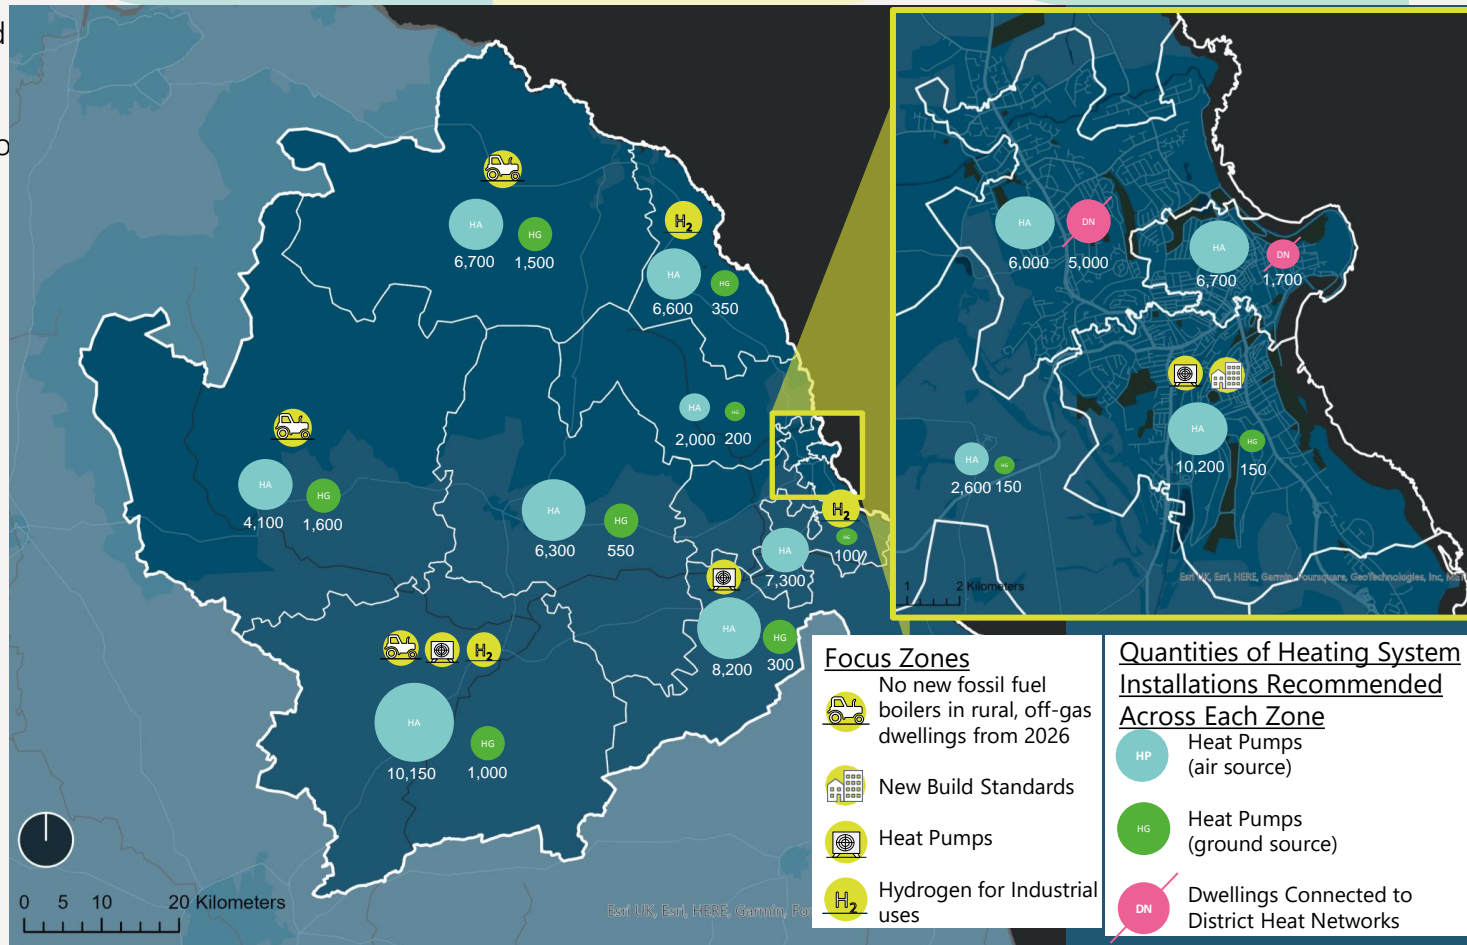 d
o
6,700
1,500
HA
HG
H₂
HA
HG
6,600
350
HA
HG
2,000
200
HA
HG
4,100
1,600
HA
HG
6,300
550
H₂
HG
100
HA
7,300
HA
HG
8,200
300
H₂
HA
HG
10,150
1,000
0 5 10 20 Kilometers
Esri UK, Esri, HERE, Garmin,
HA
DN
6,000
5,000
HA
DN
6,700
1,700
HA
HG
10,200
150
HA
HG
2,600
150
1 2 Kilometers
Esri UK, Esri, HERE, Garmin, Foursquare, GeoTechnologies, Inc,
Focus Zones
No new fossil fuel
boilers in rural, off-gas
dwellings from 2026
New Build Standards
Heat Pumps
H₂
Hydrogen for Industrial
uses
Quantities of Heating System
Installations Recommended
Across Each Zone
HP
Heat Pumps
(air source)
HG
Heat Pumps
(ground source)
DN
Dwellings Connected to
District Heat Networks